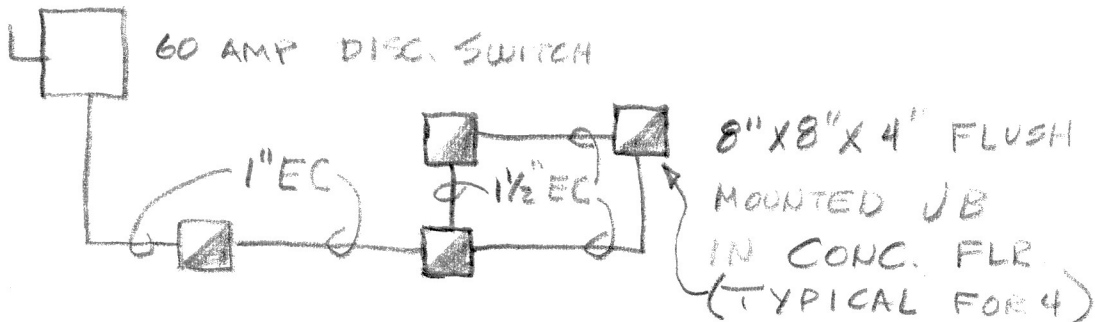 60 AMP DISC. SWITCH
8"X8"X4" FLUSH
MOUNTED JB
IN CONC. FLR
(TYPICAL FOR 4)
1"EC
1½"EC